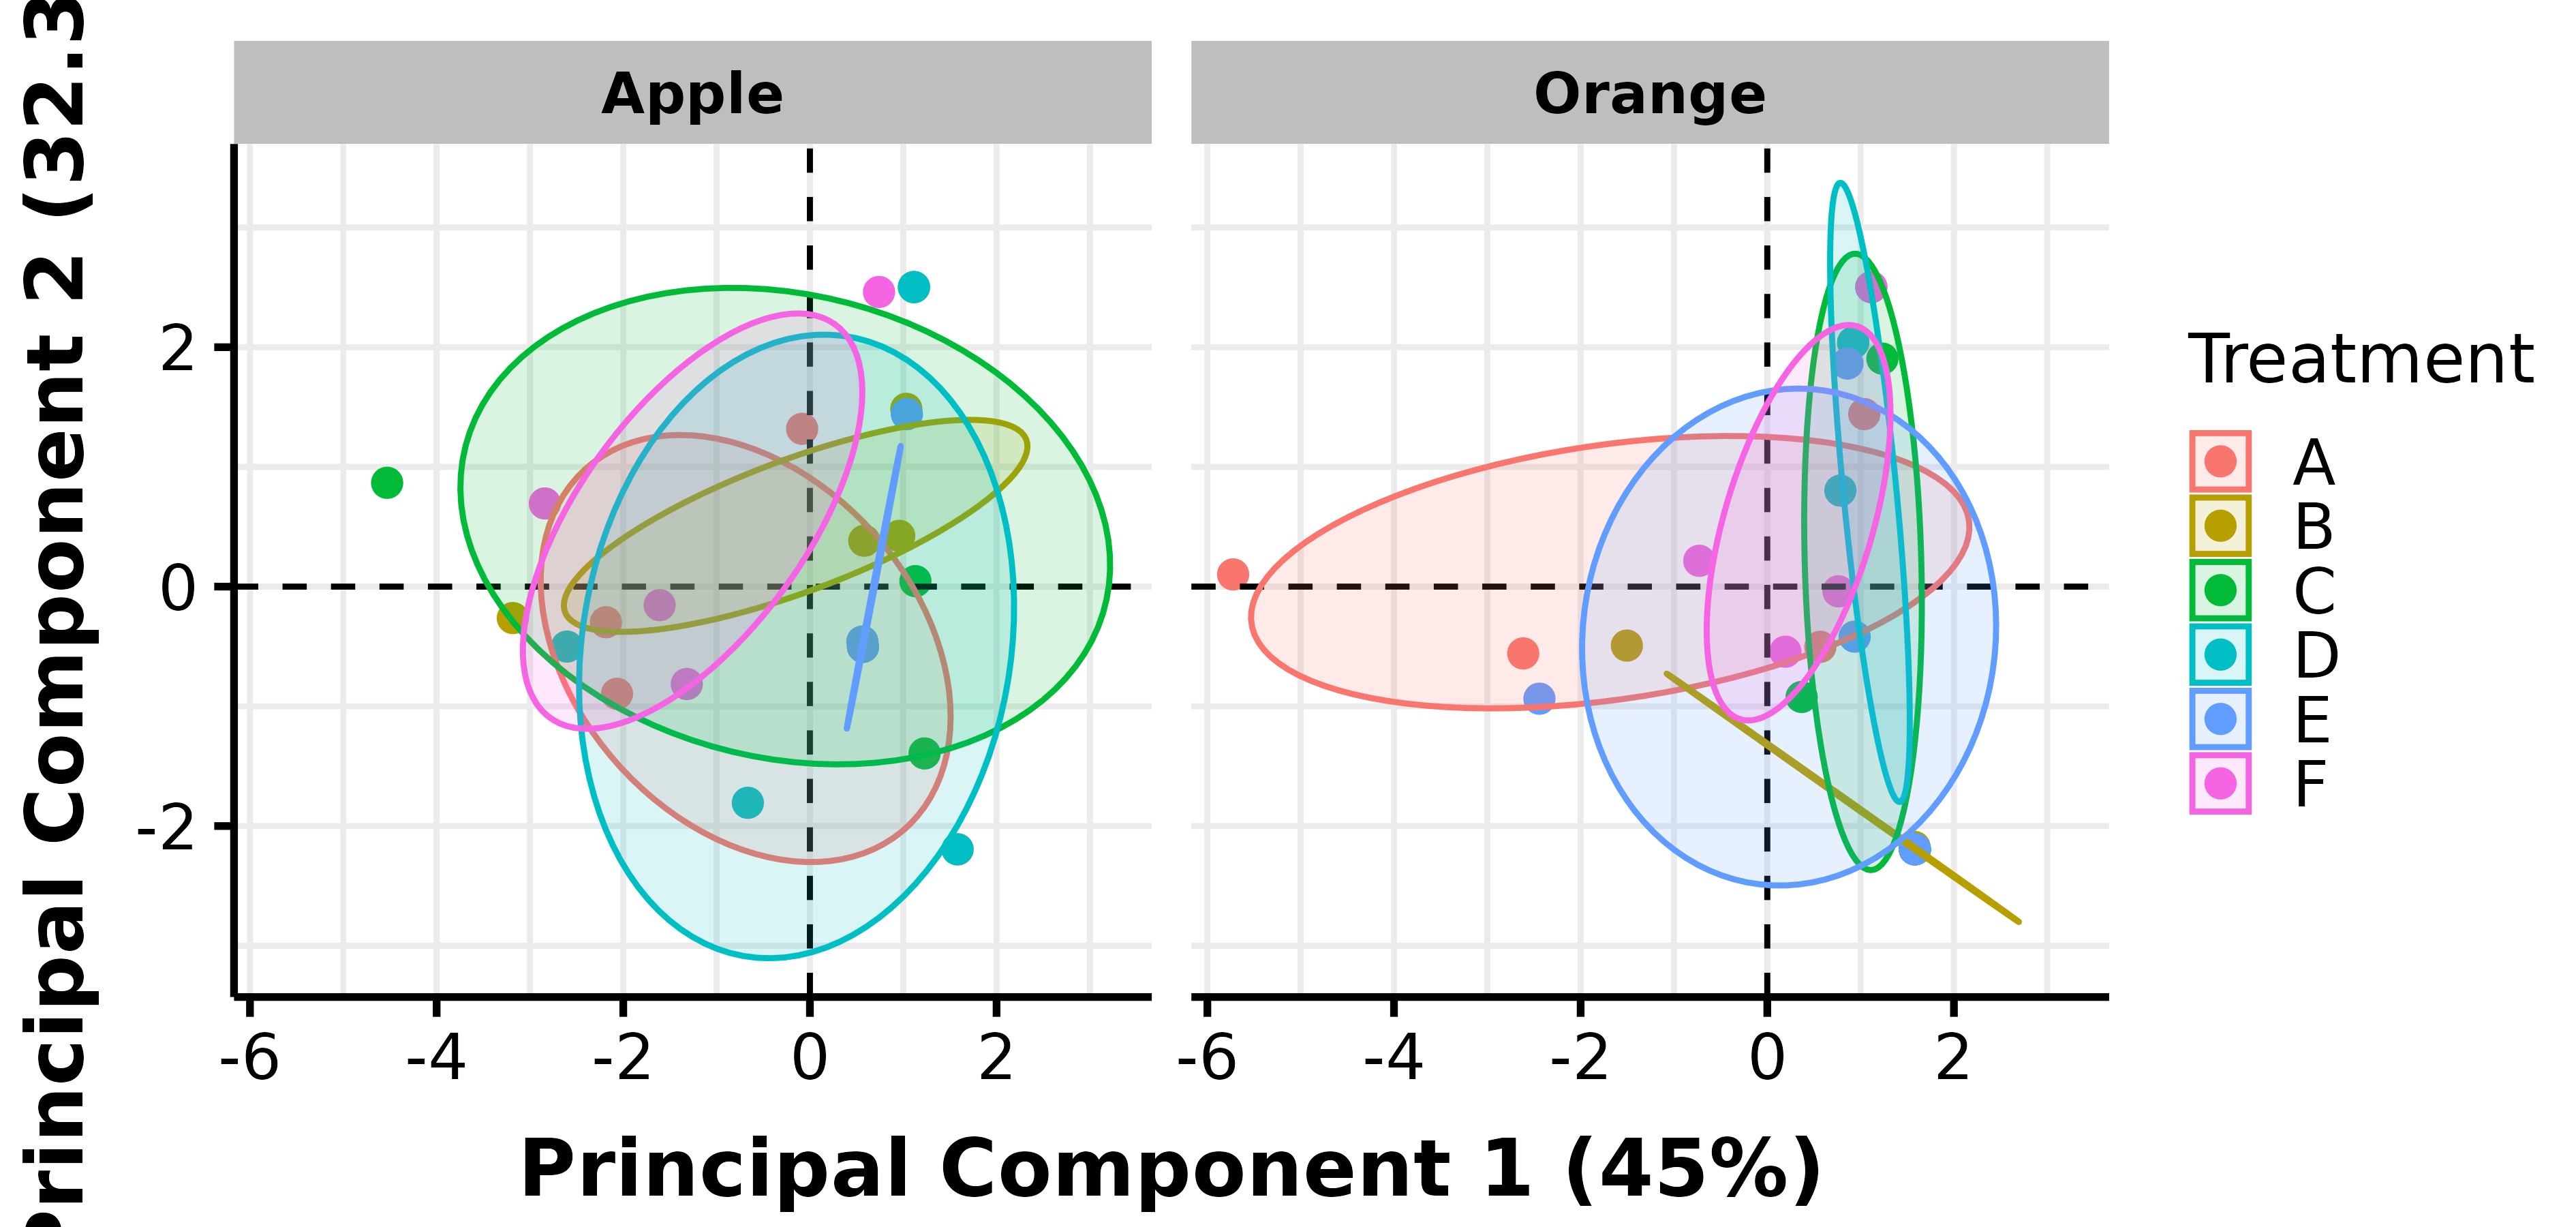 Apple
Orange
Principal Component 2 (32.3
2
0
-2
-6 -4 -2 0 2
-6 -4 -2 0 2
Principal Component 1 (45%)
Treatment
A
B
C
D
E
F